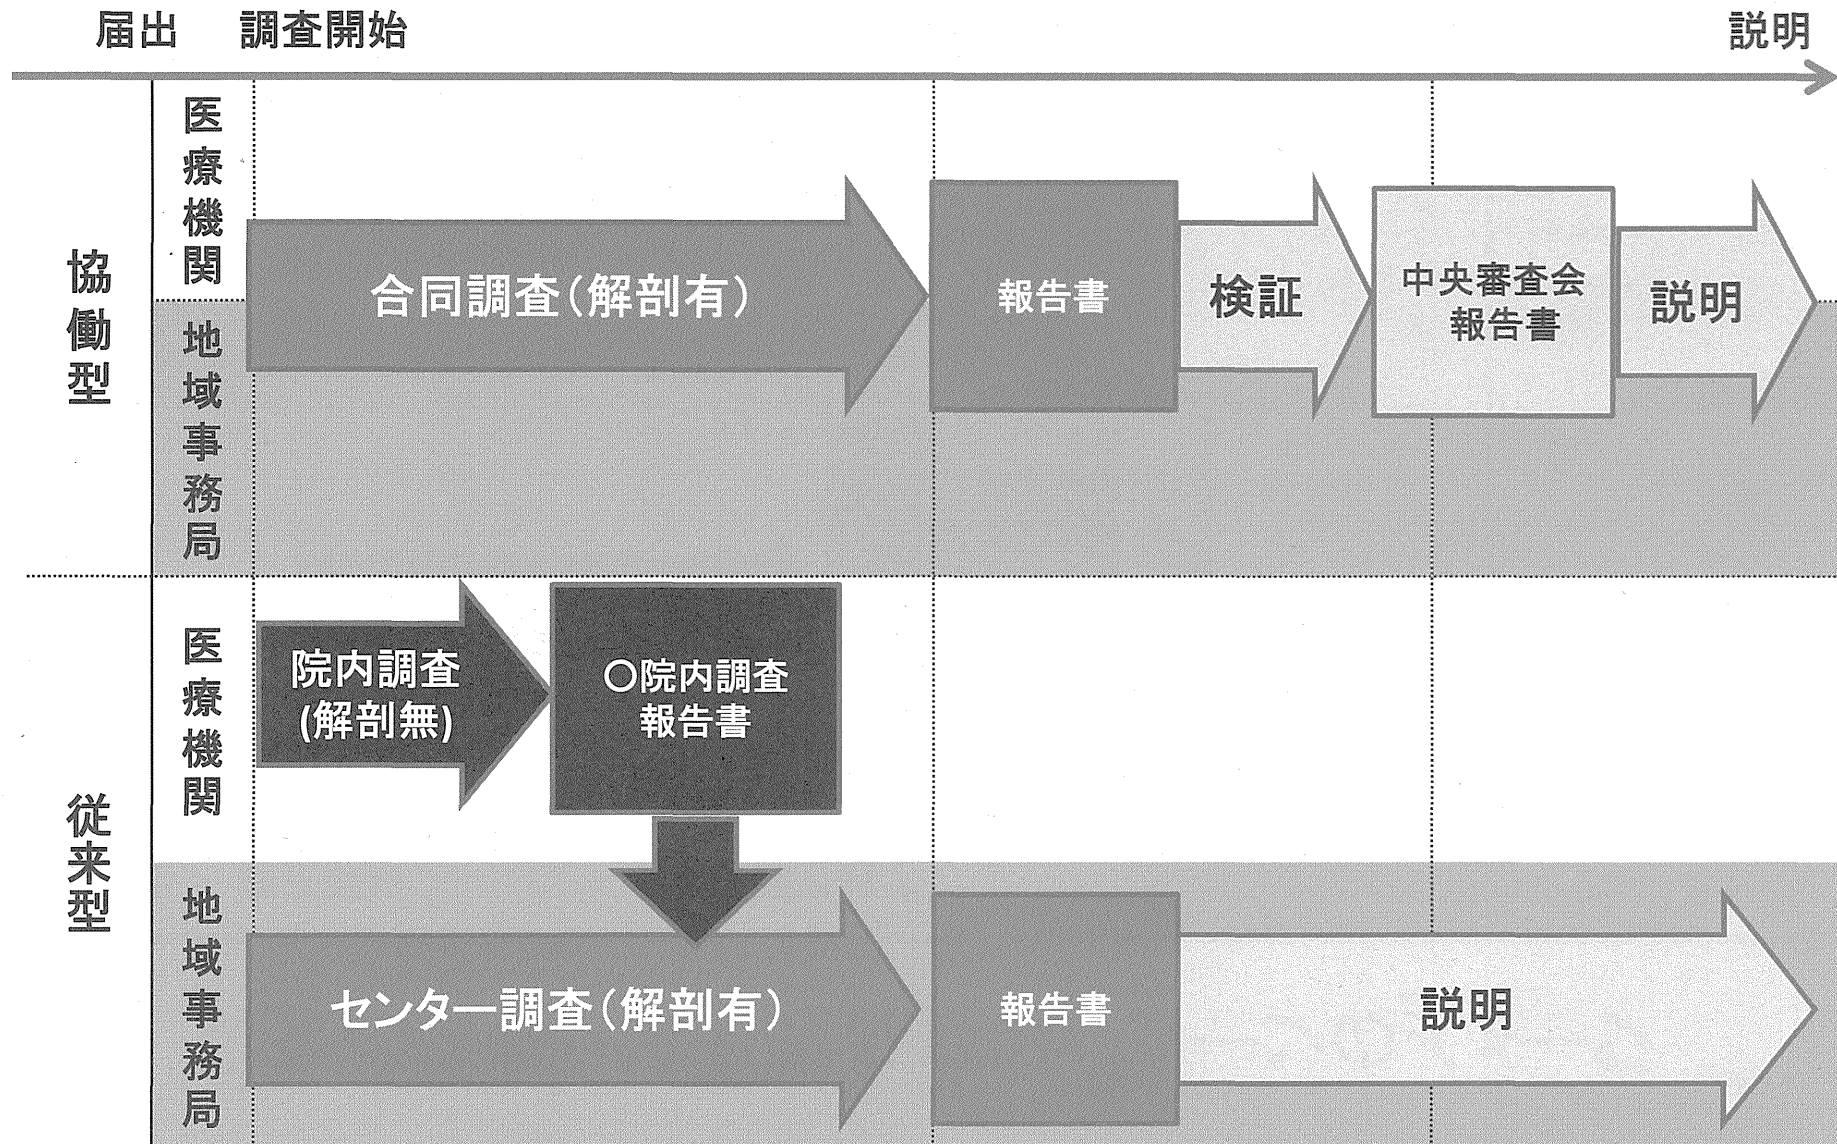 届出 調査開始 説明
協働型
医療機関
合同調査(解剖有)
報告書
検証
中央審査会
報告書
説明
地域事務局
従来型
医療機関
院内調査
(解剖無)
〇院内調査
報告書
地域事務局
センター調査(解剖有)
報告書
説明